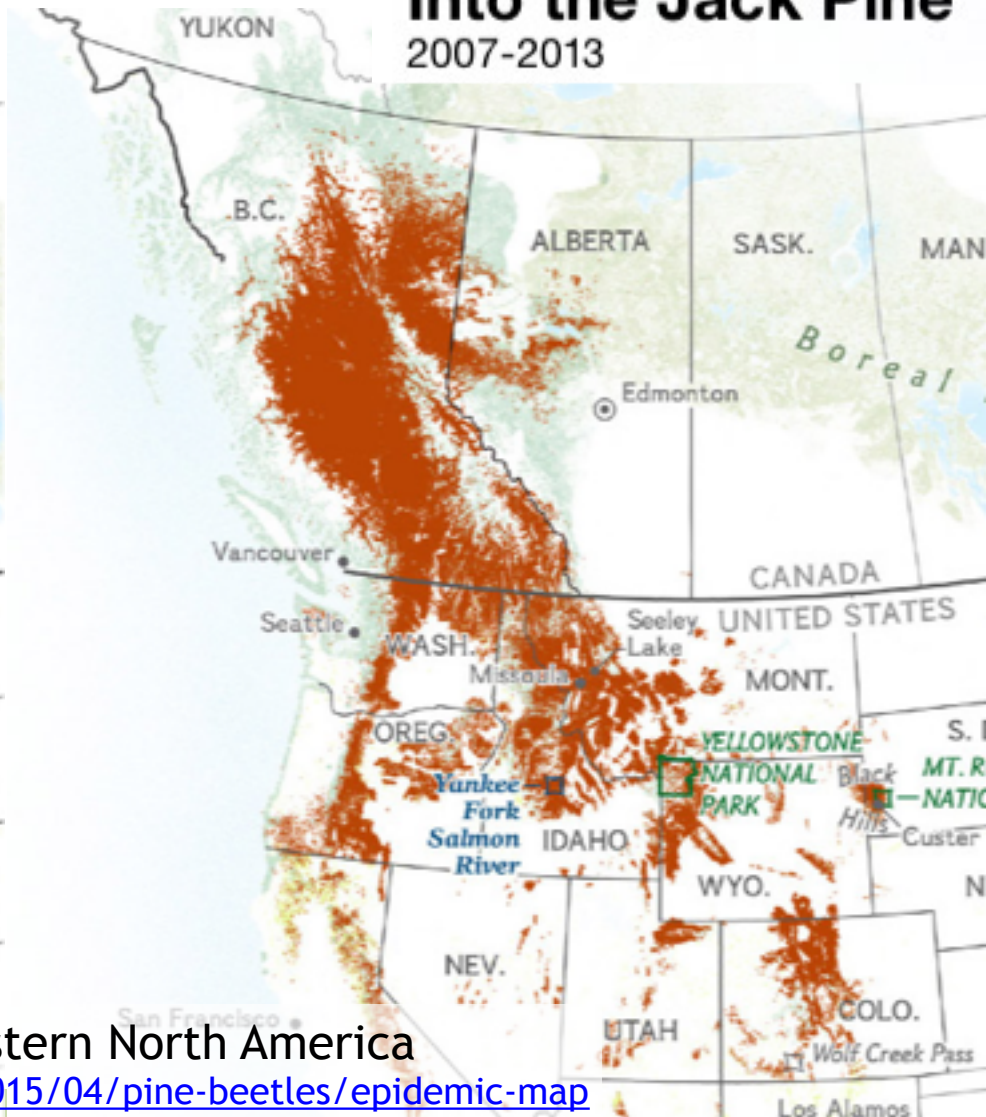 Into the Jack Pine
2007-2013
YUKON
B.C.
ALBERTA
SASK.
MAN
Boreal
Edmonton
Vancouver
CANADA
UNITED STATES
Seattle
Seeley
Lake
WASH.
Missoula
MONT.
OREG.
YELLOWSTONE
NATIONAL
PARK
S. D
Black
Hills
MT. R
NATIO
Yankee
Fork
Salmon
River
IDAHO
Custer
WYO.
N
NEV.
San Francisco
UTAH
COLO.
Wolf Creek Pass
Los Alamos
stern North America
015/04/pine-beetles/epidemic-map